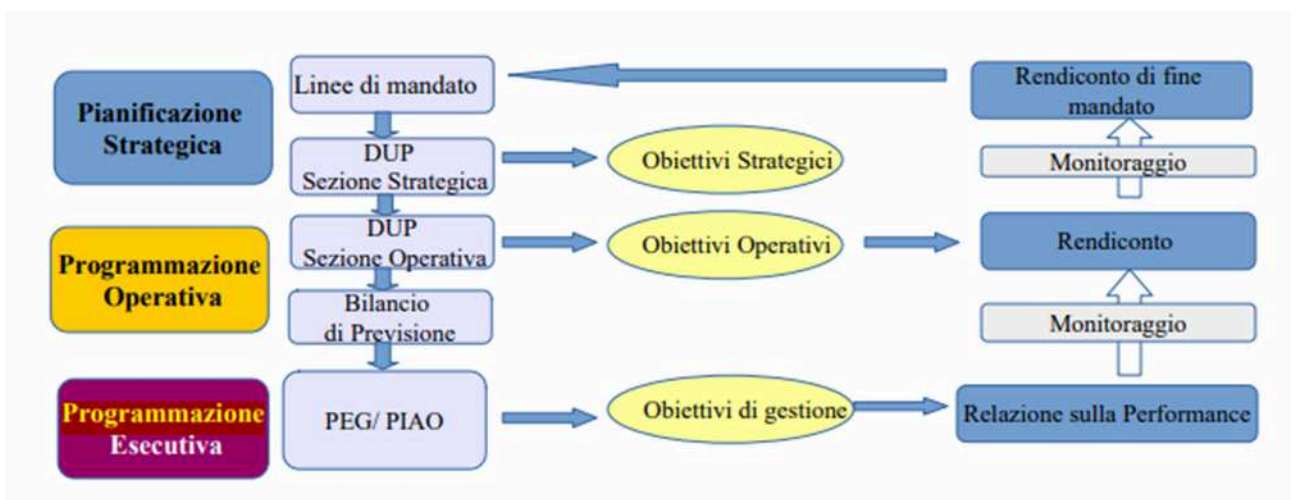 Pianificazione
Strategica
Linee di mandato
Rendiconto di fine
mandato
DUP
Sezione Strategica
Obiettivi Strategici
Monitoraggio
Programmazione
Operativa
DUP
Sezione Operativa
Obiettivi Operativi
Rendiconto
Bilancio
di Previsione
Monitoraggio
Programmazione
Esecutiva
PEG/ PIAO
Obiettivi di gestione
Relazione sulla Performance